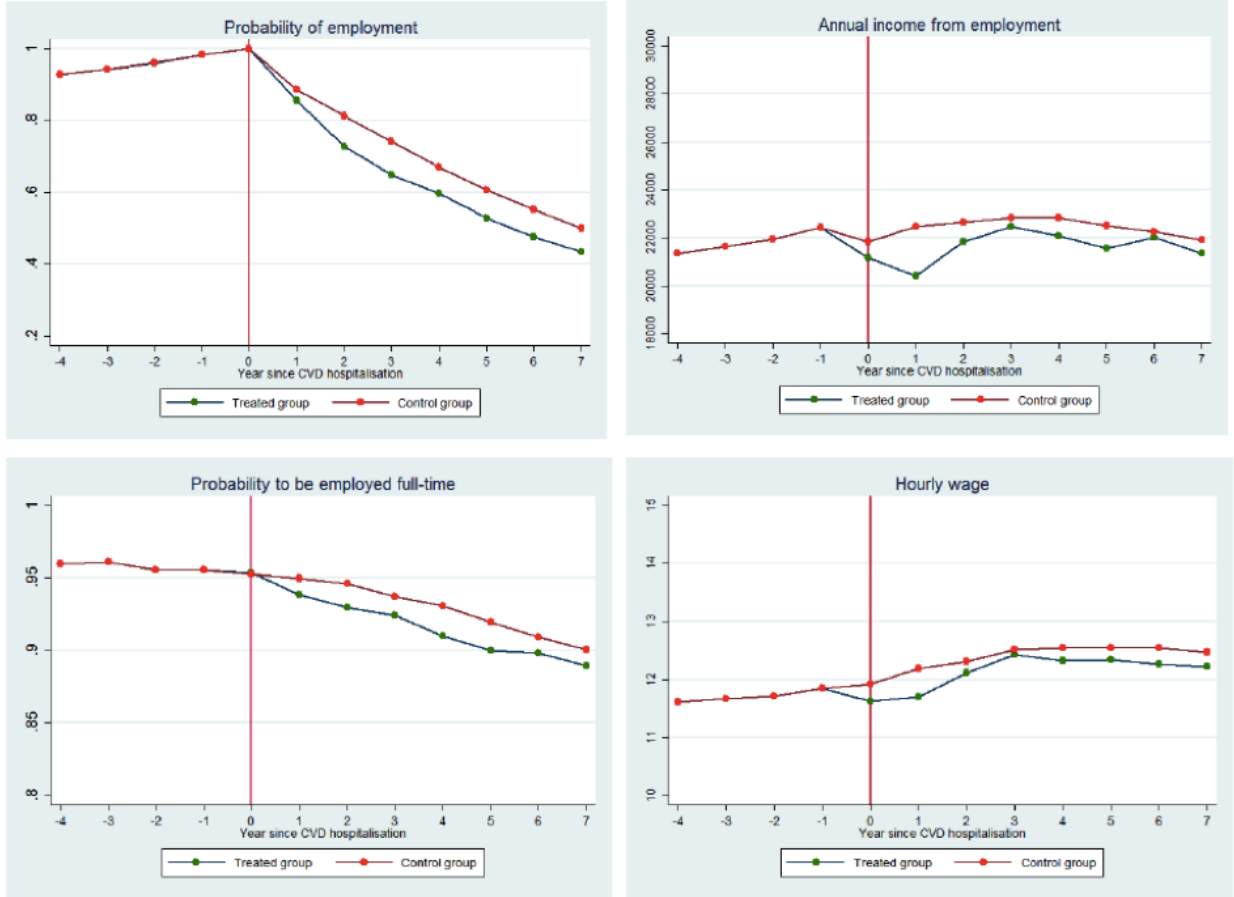 Probability of employment
1
.8
.6
.4
.2
-4 -3 -2 -1 0 1 2 3 4 5 6 7
Year since CVD hospitalisation
Treated group Control group
Annual income from employment
30000
28000
26000
24000
22000
20000
18000
-4 -3 -2 -1 0 1 2 3 4 5 6 7
Year since CVD hospitalisation
Treated group Control group
Probability to be employed full-time
1
.95
.9
.85
.8
-4 -3 -2 -1 0 1 2 3 4 5 6 7
Year since CVD hospitalisation
Treated group Control group
Hourly wage
15
14
13
12
11
10
-4 -3 -2 -1 0 1 2 3 4 5 6 7
Year since CVD hospitalisation
Treated group Control group